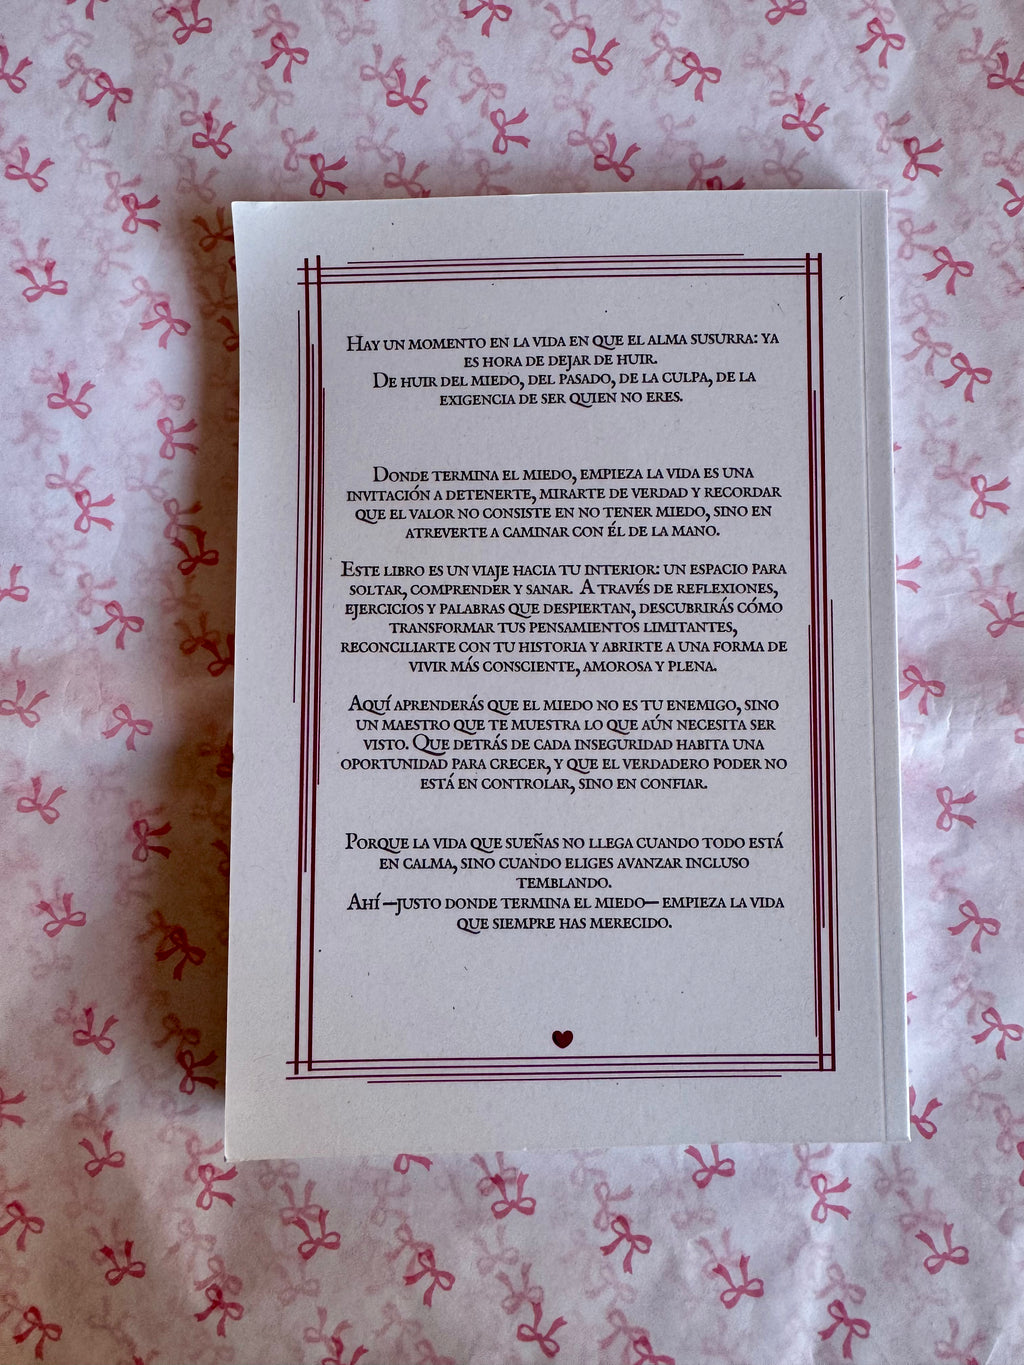 Hay un momento en la vida en que el alma susurra: ya
es hora de dejar de huir.
De huir del miedo, del pasado, de la culpa, de la
exigencia de ser quien no eres.
Donde termina el miedo, empieza la vida es una
invitación a detenerte, mirarte de verdad y recordar
que el valor no consiste en no tener miedo, sino en
atreverte a caminar con él de la mano.
Este libro es un viaje hacia tu interior: un espacio para
soltar, comprender y sanar. A través de reflexiones,
ejercicios y palabras que despiertan, descubrirás cómo
transformar tus pensamientos limitantes,
reconciliarte con tu historia y abrirte a una forma de
vivir más consciente, amorosa y plena.
Aquí aprenderás que el miedo no es tu enemigo, sino
un maestro que te muestra lo que aún necesita ser
visto. Que detrás de cada inseguridad habita una
oportunidad para crecer, y que el verdadero poder no
está en controlar, sino en confiar.
Porque la vida que sueñas no llega cuando todo está
en calma, sino cuando eliges avanzar incluso
temblando.
Ahí —justo donde termina el miedo— empieza la vida
que siempre has merecido.